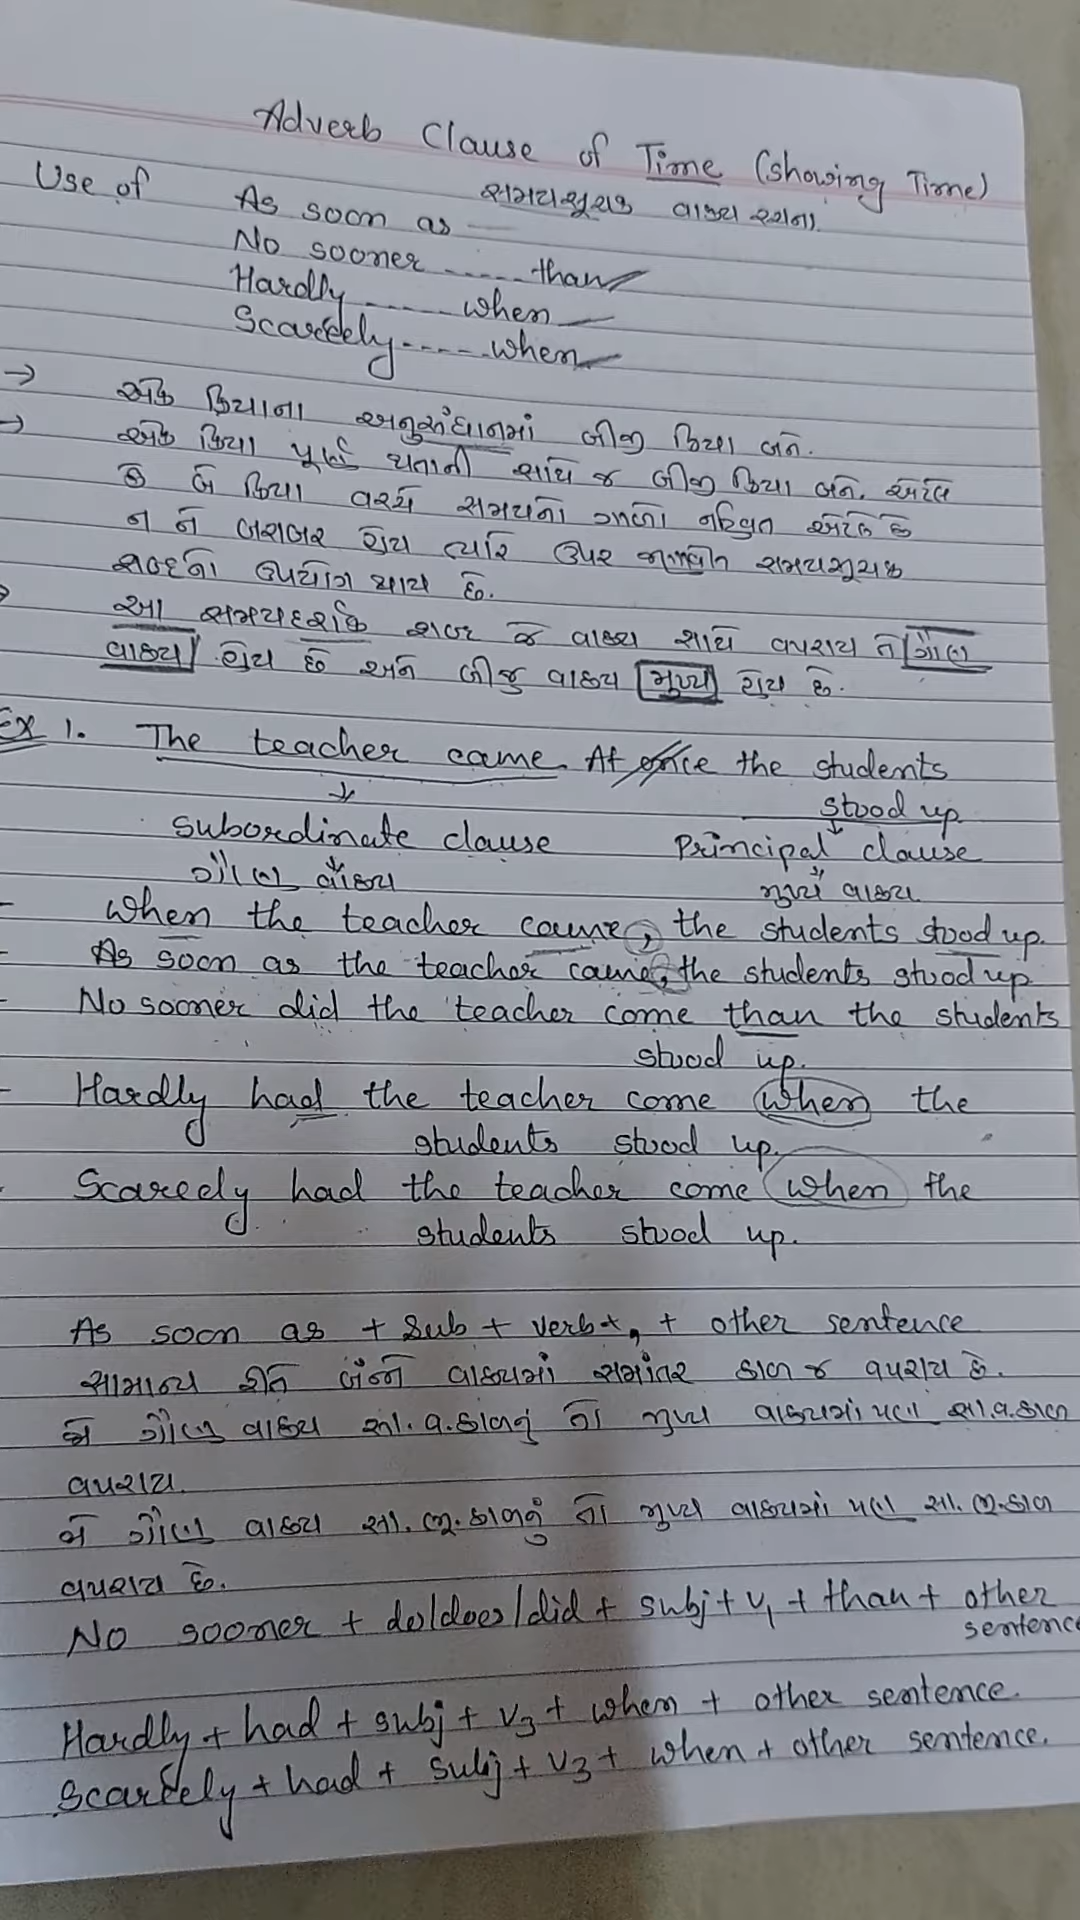 Adverb Clause of Time (showing Time)
સમયસૂચક વાક્ય રચના.
Use of As soon as
No sooner ...... than
Hardly ...... when
Scarcely ...... when
→ એક ક્રિયાના અનુસંધાનમાં બીજી ક્રિયા બને.
→ એક ક્રિયા પૂર્ણ થતાની સાથે જ બીજી ક્રિયા બને. એટલે
કે બે ક્રિયા વચ્ચે સમયનો ગાળો નહિવત એટલે કે
ન ને બરાબર હોય ત્યારે ઉપર સમયસૂચક
શબ્દનો ઉપયોગ થાય છે.
આ સમયદર્શક શબ્દ જે વાક્ય સાથે વપરાય તે ગૌણ
વાક્ય હોય છે અને બીજુ વાક્ય મુખ્ય હોય છે.
Ex 1. The teacher came. At once the students
stood up
↓ ↓
subordinate clause Principal clause
ગૌણ વાક્ય મુખ્ય વાક્ય
- When the teacher came, the students stood up.
- As soon as the teacher came, the students stood up
- No sooner did the teacher come than the students
stood up.
- Hardly had the teacher come when the
students stood up.
- Scarcely had the teacher come when the
students stood up.
As soon as + Sub + verb+, + other sentence
સામાન્ય રીતે બંને વાક્યમાં સમાંતર કાળ જ વપરાય છે.
જો ગૌણ વાક્ય સા. વ. કાળનું તો મુખ્ય વાક્યમાં પણ સા. વ. કાળ
વપરાય.
જે ગૌણ વાક્ય સા. ભૂ. કાળનું તો મુખ્ય વાક્યમાં પણ સા. ભૂ. કાળ
વપરાય છે.
No sooner + do/does/did + subj + V₁ + than + other
sentence
Hardly + had + subj + V3 + when + other sentence.
Scarcely + had + subj + V3 + when + other sentence.